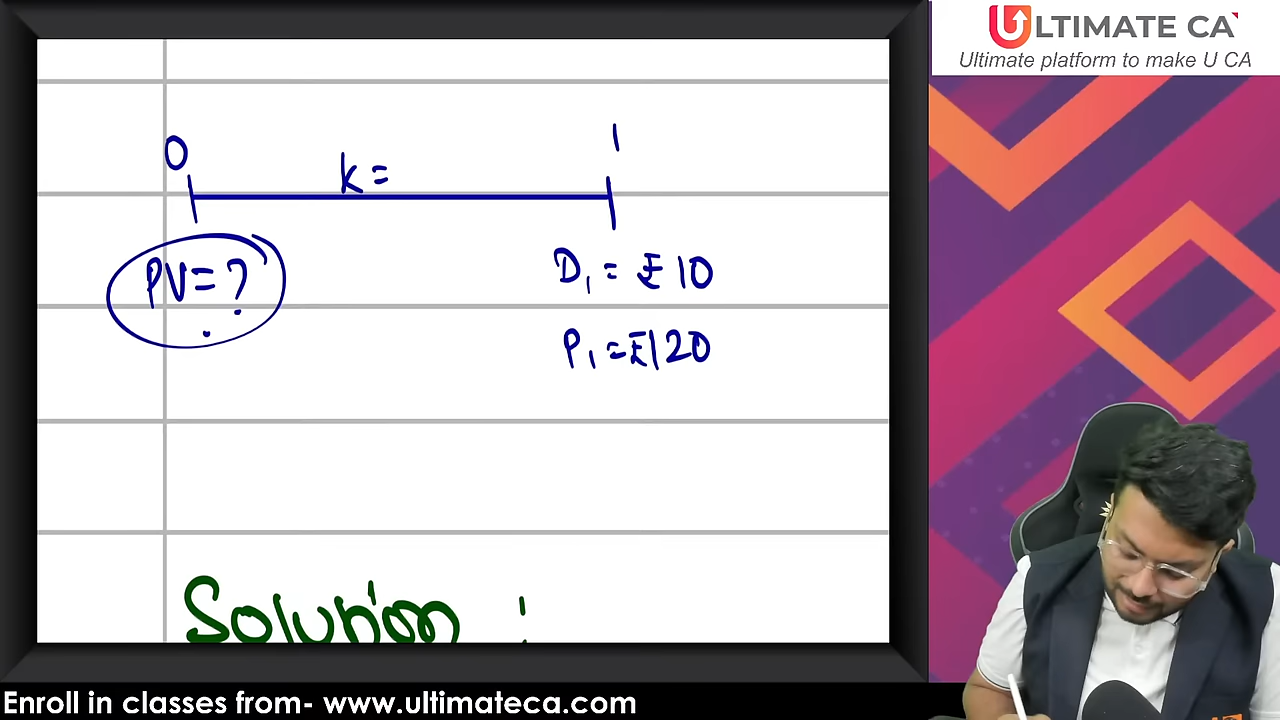 ULTIMATE CA
Ultimate platform to make U CA
0
1
k =
PV = ?
D₁ = ₹10
P₁ = ₹120
Solution :
Enroll in classes from- www.ultimateca.com